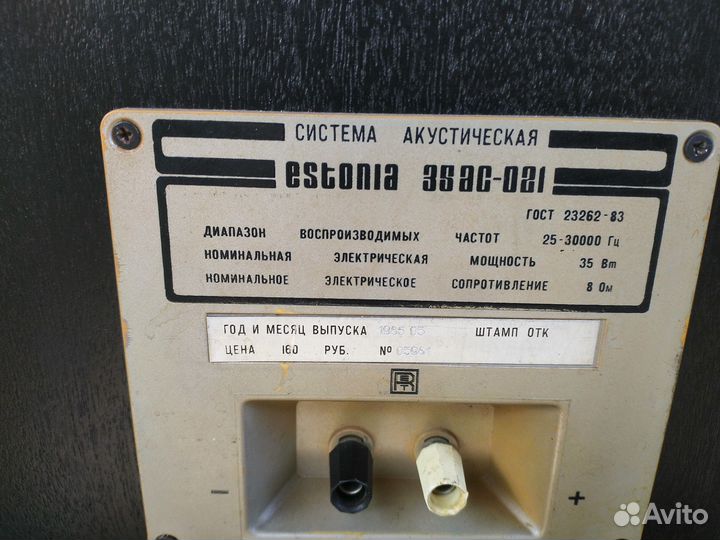 СИСТЕМА АКУСТИЧЕСКАЯ
estonia 35AC-021
ГОСТ 23262-83
ДИАПАЗОН ВОСПРОИЗВОДИМЫХ ЧАСТОТ 25-30000 Гц
НОМИНАЛЬНАЯ ЭЛЕКТРИЧЕСКАЯ МОЩНОСТЬ 35 Вт
НОМИНАЛЬНОЕ ЭЛЕКТРИЧЕСКОЕ СОПРОТИВЛЕНИЕ 8 Ом
ГОД И МЕСЯЦ ВЫПУСКА ШТАМП ОТК
ЦЕНА 160 РУБ. №
- +
Avito